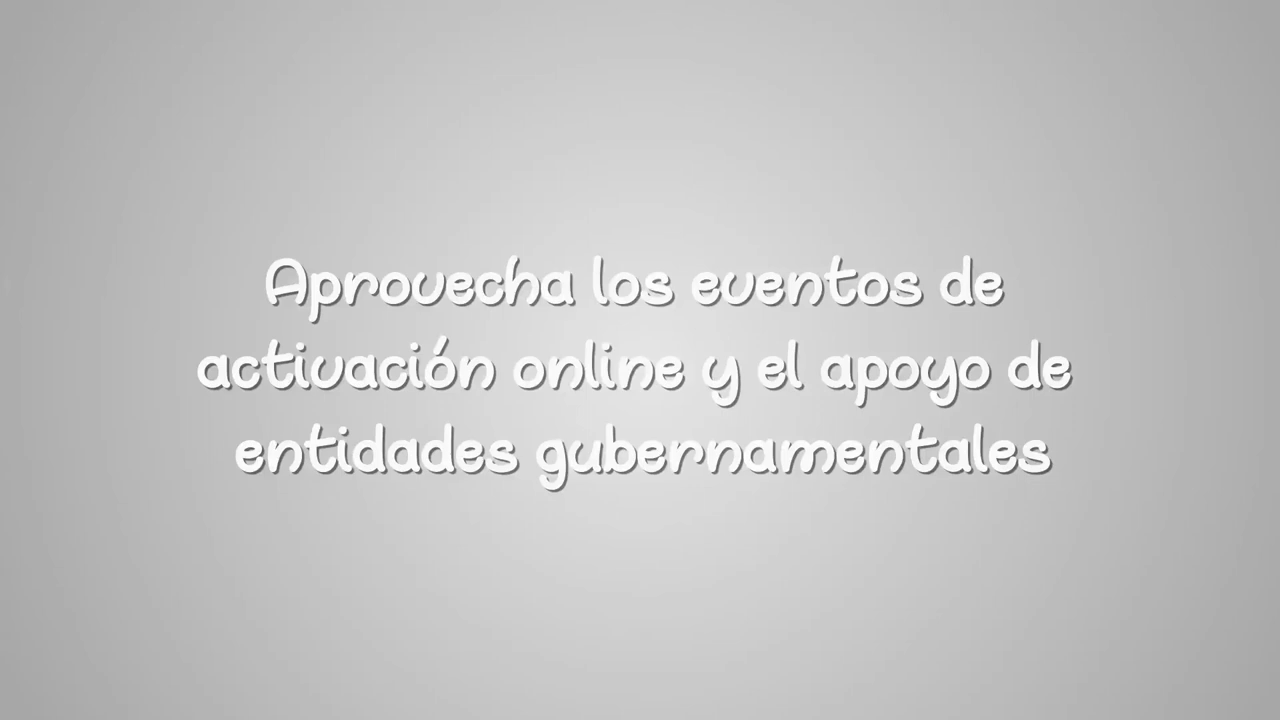 Aprovecha los eventos de
activación online y el apoyo de
entidades gubernamentales